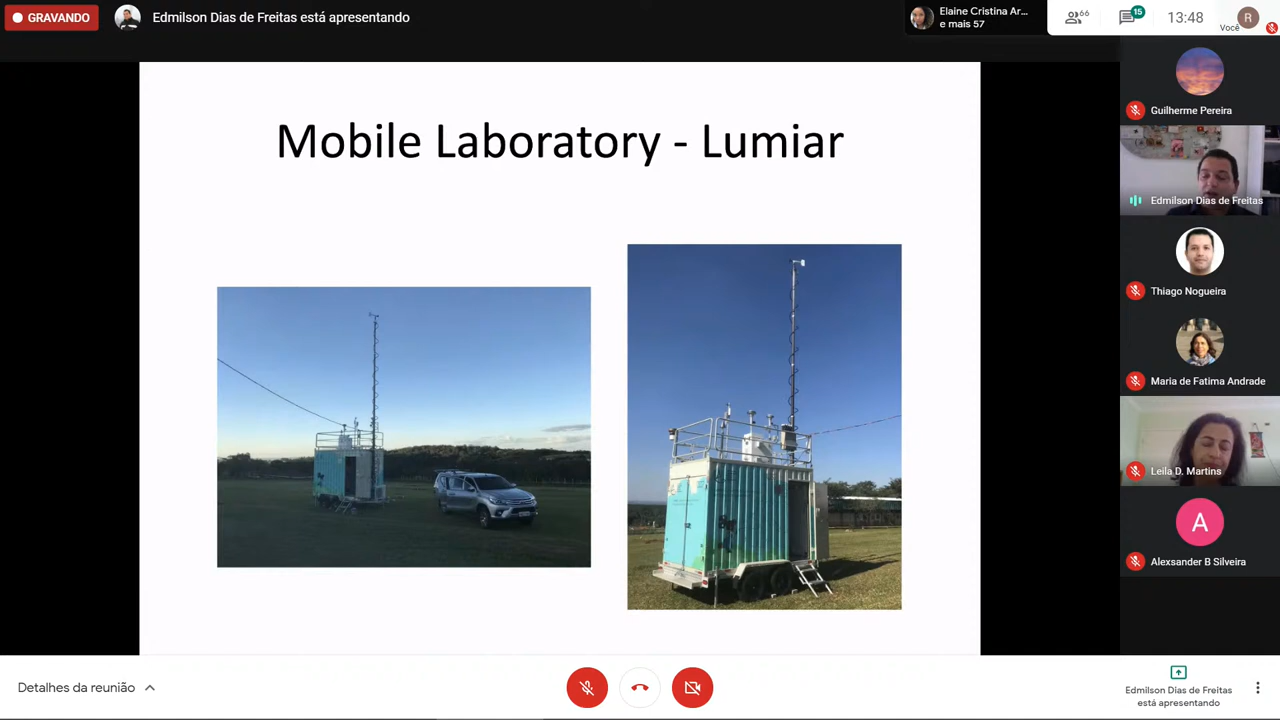 GRAVANDO
Edmilson Dias de Freitas está apresentando
Elaine Cristina Ar...
e mais 57
66
15
13:48
Você
R
Guilherme Pereira
Mobile Laboratory - Lumiar
Edmilson Dias de Freitas
Thiago Nogueira
Maria de Fatima Andrade
Leila D. Martins
A
Alexsander B Silveira
Detalhes da reunião
Edmilson Dias de Freitas
está apresentando